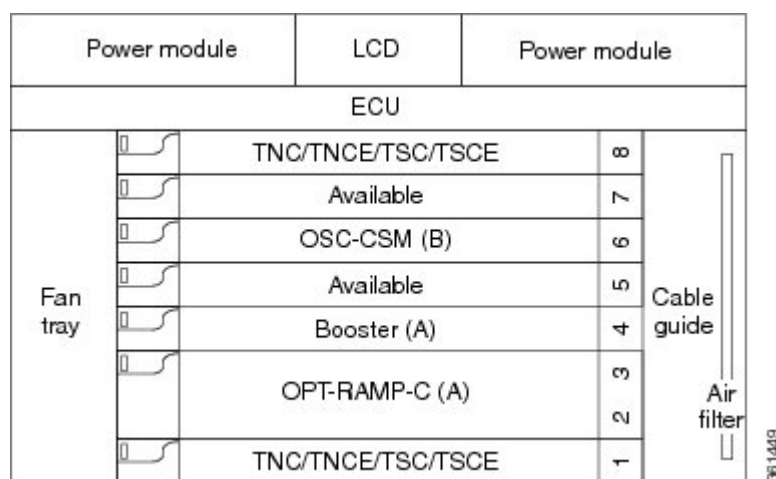 Power module LCD Power module
ECU
TNC/TNCE/TSC/TSCE 8
Available 7
OSC-CSM (B) 6
Available 5
Fan
tray
Booster (A) 4
OPT-RAMP-C (A) 3
2
TNC/TNCE/TSC/TSCE 1
Cable
guide
Air
filter
361449